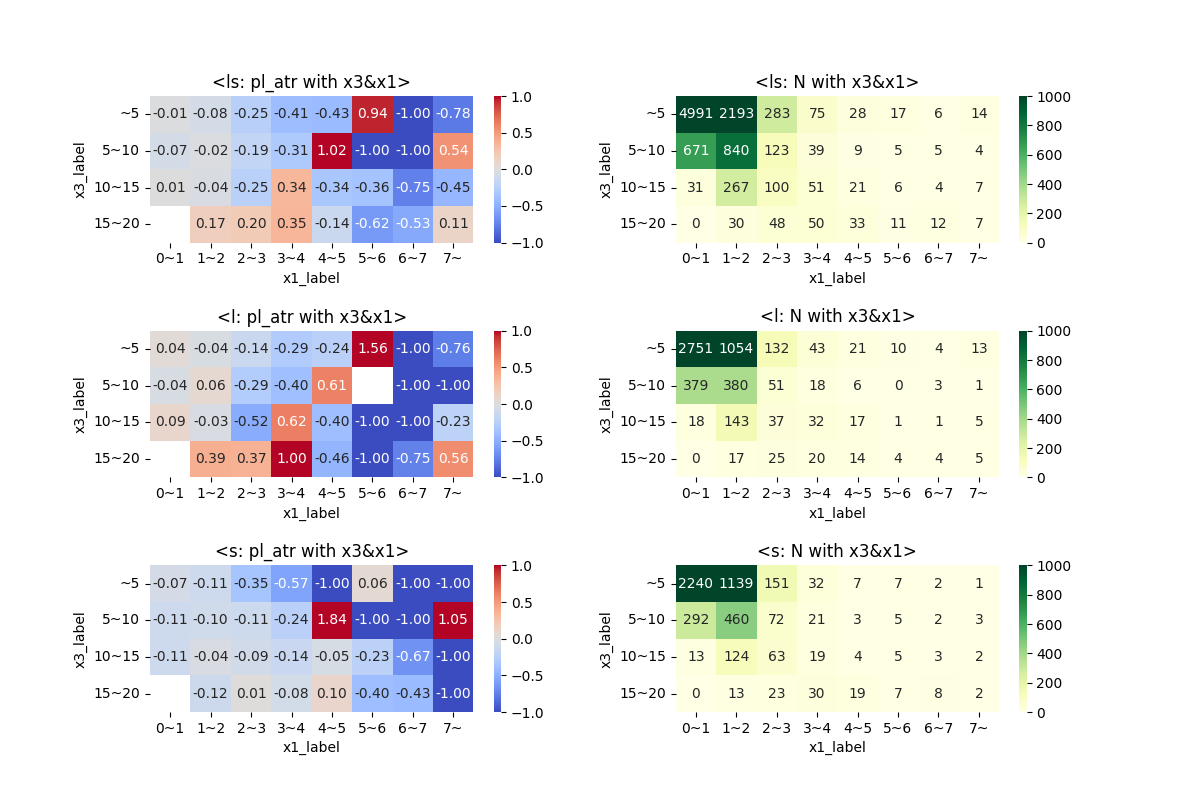 <ls: pl_atr with x3&x1>
x3_label
~5 -0.01 -0.08 -0.25 -0.41 -0.43 0.94 -1.00 -0.78
5~10 -0.07 -0.02 -0.19 -0.31 1.02 -1.00 -1.00 0.54
10~15 0.01 -0.04 -0.25 0.34 -0.34 -0.36 -0.75 -0.45
15~20 0.17 0.20 0.35 -0.14 -0.62 -0.53 0.11
0~1 1~2 2~3 3~4 4~5 5~6 6~7 7~
x1_label
1.0
0.5
0.0
−0.5
−1.0
<ls: N with x3&x1>
x3_label
~5 4991 2193 283 75 28 17 6 14
5~10 671 840 123 39 9 5 5 4
10~15 31 267 100 51 21 6 4 7
15~20 0 30 48 50 33 11 12 7
0~1 1~2 2~3 3~4 4~5 5~6 6~7 7~
x1_label
1000
800
600
400
200
0
<l: pl_atr with x3&x1>
x3_label
~5 0.04 -0.04 -0.14 -0.29 -0.24 1.56 -1.00 -0.76
5~10 -0.04 0.06 -0.29 -0.40 0.61 -1.00 -1.00
10~15 0.09 -0.03 -0.52 0.62 -0.40 -1.00 -1.00 -0.23
15~20 0.39 0.37 1.00 -0.46 -1.00 -0.75 0.56
0~1 1~2 2~3 3~4 4~5 5~6 6~7 7~
x1_label
1.0
0.5
0.0
−0.5
−1.0
<l: N with x3&x1>
x3_label
~5 2751 1054 132 43 21 10 4 13
5~10 379 380 51 18 6 0 3 1
10~15 18 143 37 32 17 1 1 5
15~20 0 17 25 20 14 4 4 5
0~1 1~2 2~3 3~4 4~5 5~6 6~7 7~
x1_label
1000
800
600
400
200
0
<s: pl_atr with x3&x1>
x3_label
~5 -0.07 -0.11 -0.35 -0.57 -1.00 0.06 -1.00 -1.00
5~10 -0.11 -0.10 -0.11 -0.24 1.84 -1.00 -1.00 1.05
10~15 -0.11 -0.04 -0.09 -0.14 -0.05 -0.23 -0.67 -1.00
15~20 -0.12 0.01 -0.08 0.10 -0.40 -0.43 -1.00
0~1 1~2 2~3 3~4 4~5 5~6 6~7 7~
x1_label
1.0
0.5
0.0
−0.5
−1.0
<s: N with x3&x1>
x3_label
~5 2240 1139 151 32 7 7 2 1
5~10 292 460 72 21 3 5 2 3
10~15 13 124 63 19 4 5 3 2
15~20 0 13 23 30 19 7 8 2
0~1 1~2 2~3 3~4 4~5 5~6 6~7 7~
x1_label
1000
800
600
400
200
0